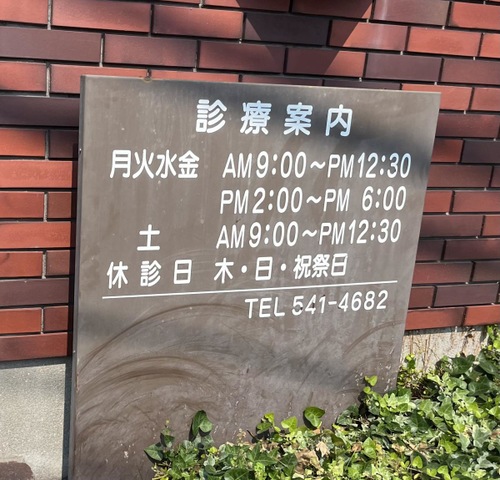 診療案内
月火水金 AM9:00～PM12:30
PM2:00～PM 6:00
土 AM9:00～PM12:30
休診日 木・日・祝祭日
TEL 541-4682